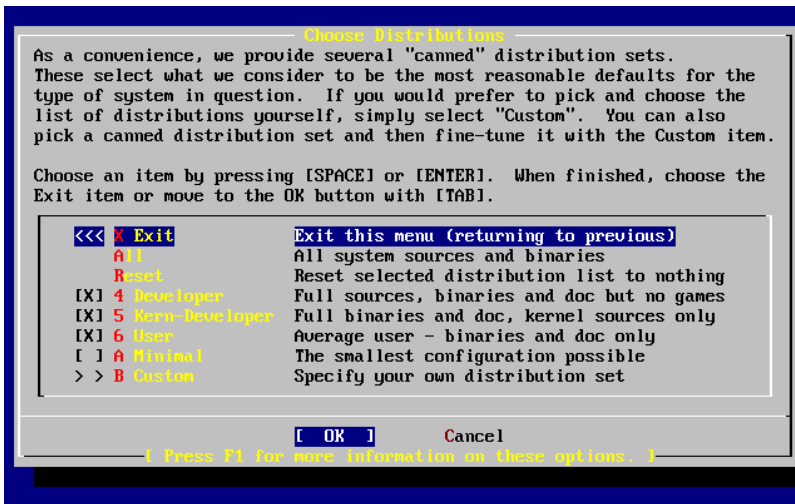 Choose Distributions
As a convenience, we provide several "canned" distribution sets.
These select what we consider to be the most reasonable defaults for the
type of system in question.  If you would prefer to pick and choose the
list of distributions yourself, simply select "Custom".  You can also
pick a canned distribution set and then fine-tune it with the Custom item.
Choose an item by pressing [SPACE] or [ENTER].  When finished, choose the
Exit item or move to the OK button with [TAB].
<<< X Exit Exit this menu (returning to previous)
All All system sources and binaries
Reset Reset selected distribution list to nothing
[X] 4 Developer Full sources, binaries and doc but no games
[X] 5 Kern-Developer Full binaries and doc, kernel sources only
[X] 6 User Average user - binaries and doc only
[ ] A Minimal The smallest configuration possible
> > B Custom Specify your own distribution set
[ OK ] Cancel
[ Press F1 for more information on these options. ]